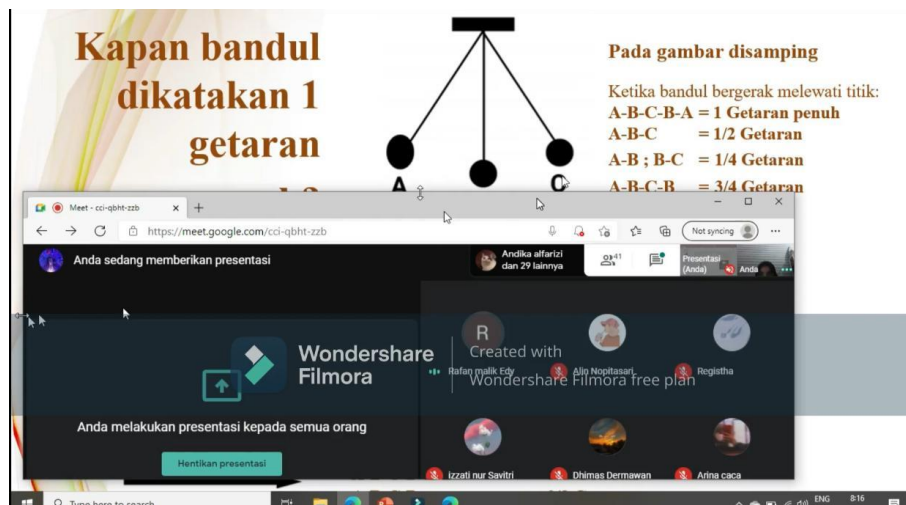 Kapan bandul
dikatakan 1
getaran
Pada gambar disamping
Ketika bandul bergerak melewati titik:
A-B-C-B-A = 1 Getaran penuh
A-B-C = 1/2 Getaran
A-B ; B-C = 1/4 Getaran
A-B-C-B = 3/4 Getaran
A
C
Meet - cci-qbht-zzb
https://meet.google.com/cci-qbht-zzb
Not syncing
Anda sedang memberikan presentasi
Andika alfarizi
dan 29 lainnya
41
Presentasi
(Anda)
Anda
R
Rafan malik Edy
Alin Nopitasari
Registha
Wondershare
Filmora
Created with
Wondershare Filmora free plan
Anda melakukan presentasi kepada semua orang
Hentikan presentasi
izzati nur Savitri
Dhimas Dermawan
Arina caca
Type here to search
ENG
8:16